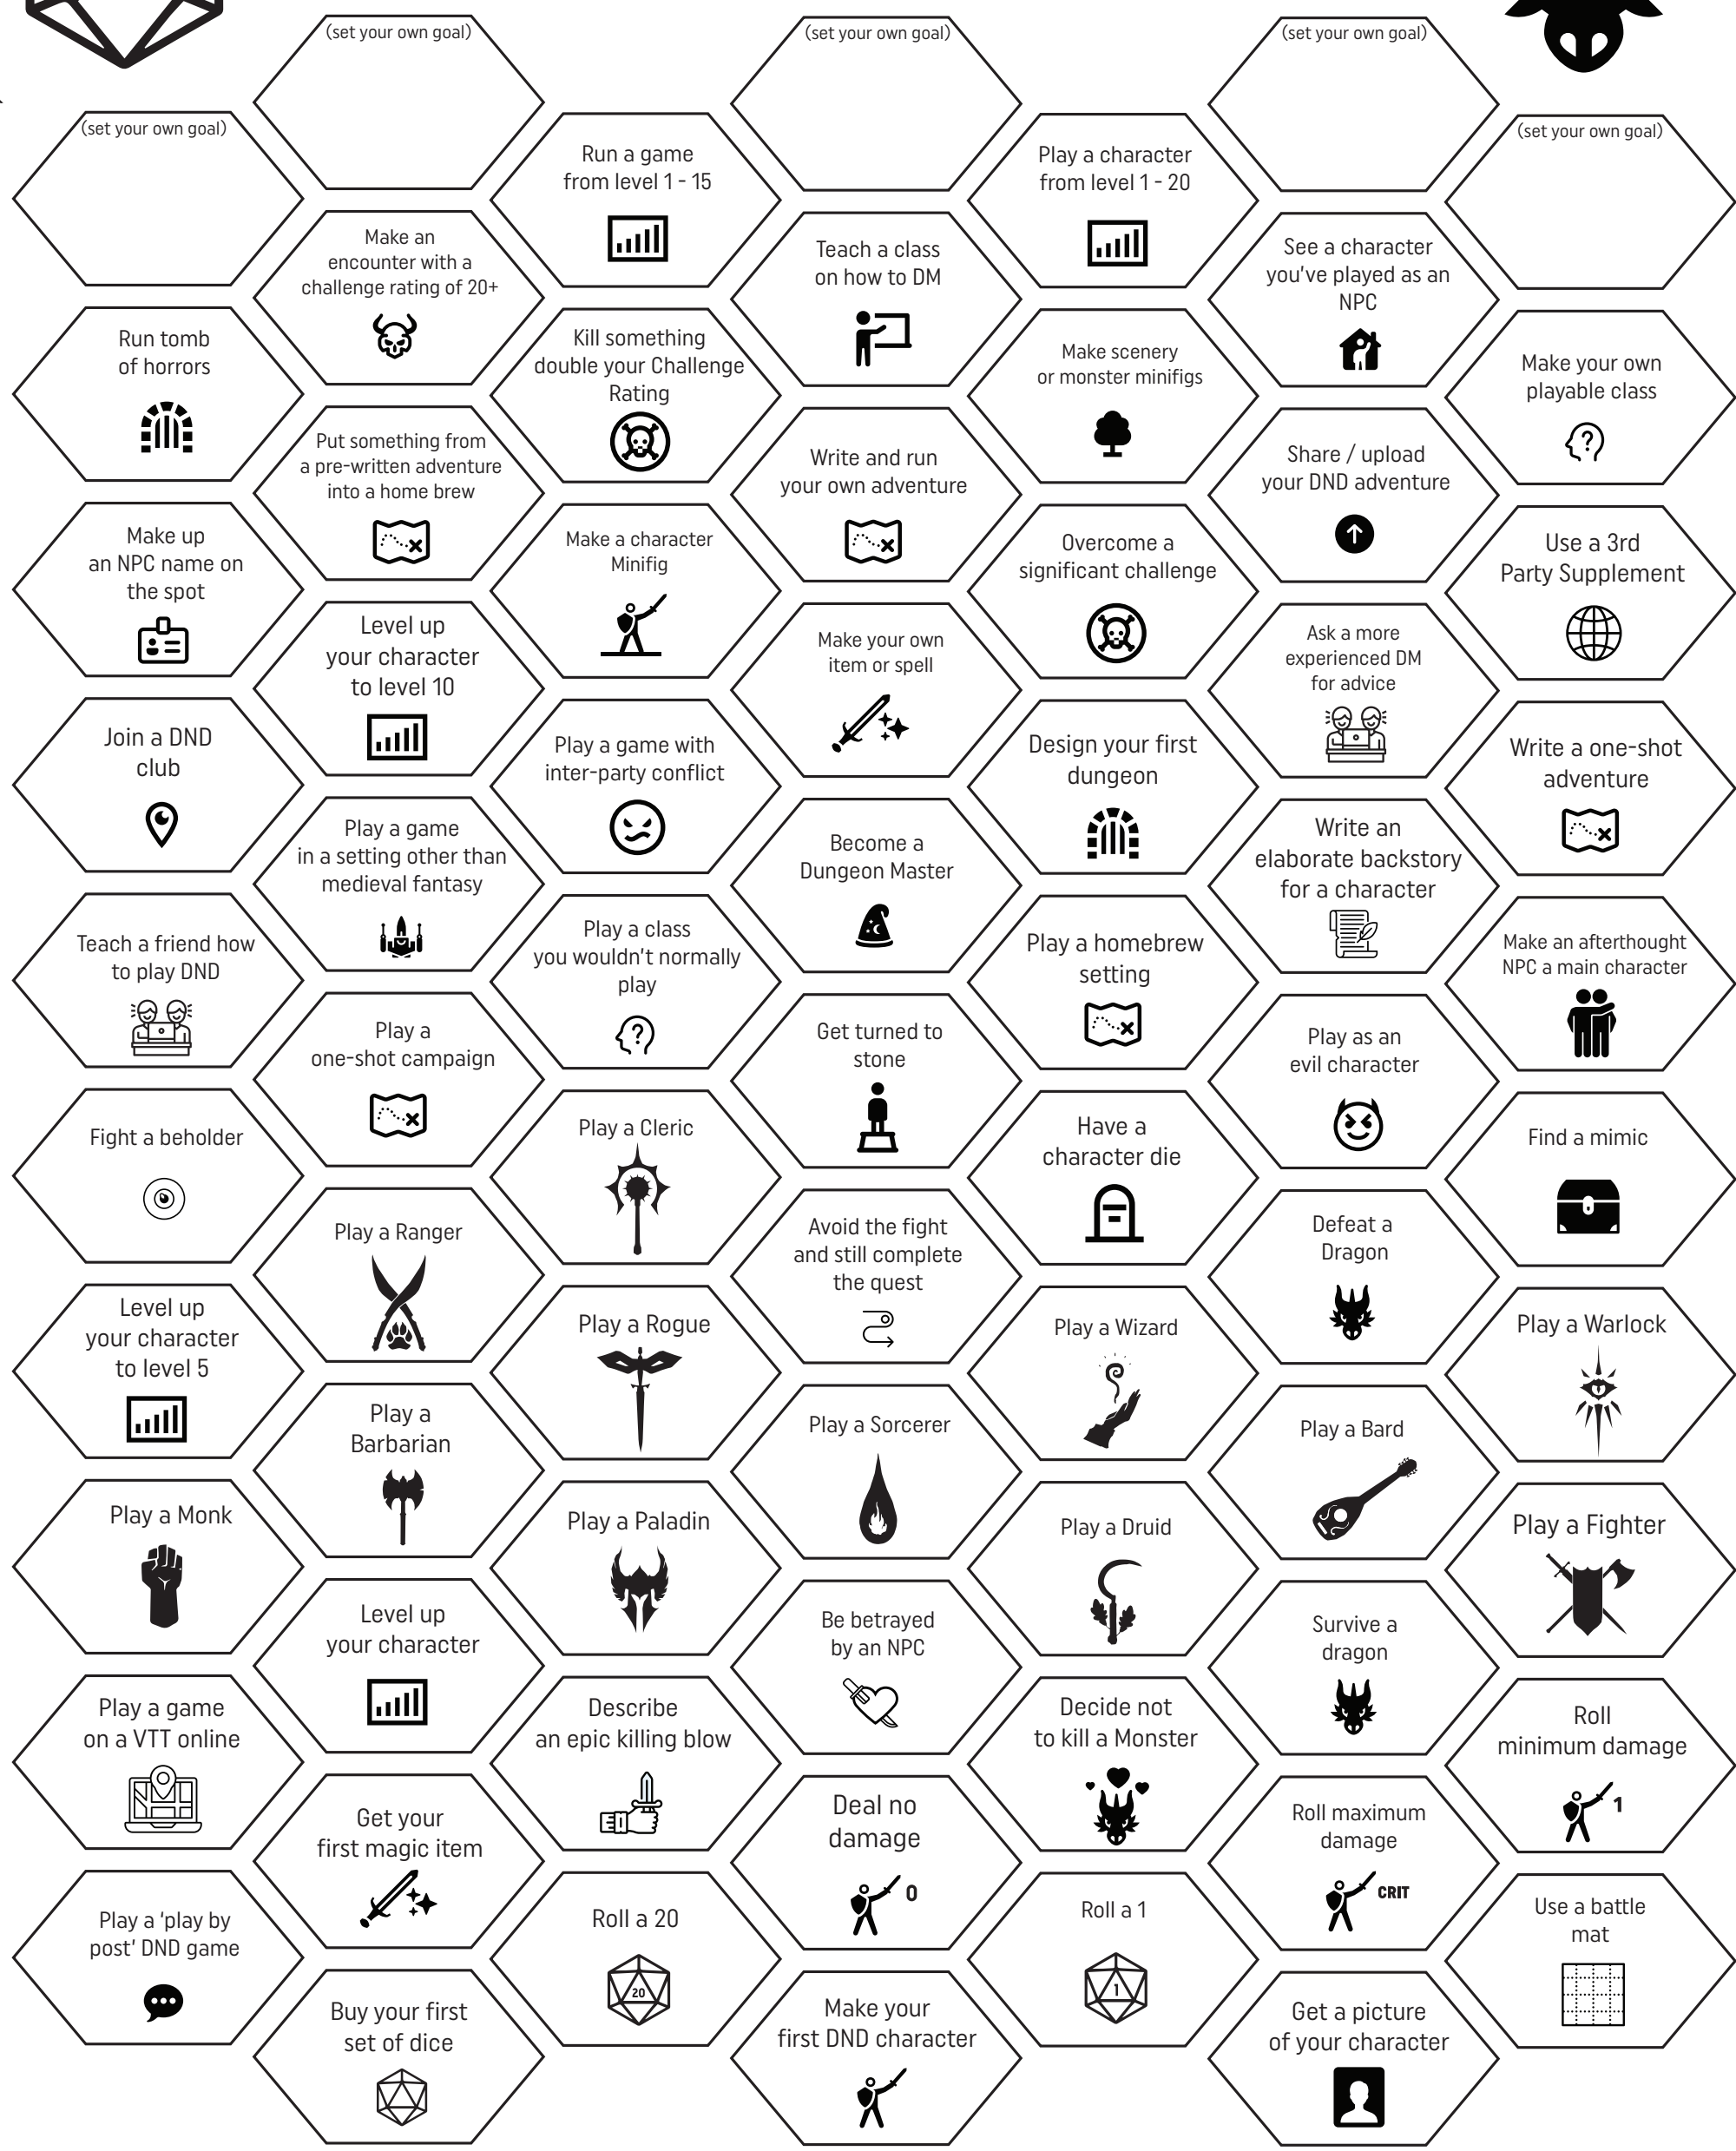 (set your own goal)
(set your own goal)
(set your own goal)
(set your own goal)
(set your own goal)
Run a game
from level 1 - 15
Play a character
from level 1 - 20
Make an
encounter with a
challenge rating of 20+
Teach a class
on how to DM
See a character
you've played as an
NPC
Run tomb
of horrors
Kill something
double your Challenge
Rating
Make scenery
or monster minifigs
Make your own
playable class
Put something from
a pre-written adventure
into a home brew
Write and run
your own adventure
Share / upload
your DND adventure
Make up
an NPC name on
the spot
Make a character
Minifig
Overcome a
significant challenge
Use a 3rd
Party Supplement
Level up
your character
to level 10
Make your own
item or spell
Ask a more
experienced DM
for advice
Join a DND
club
Play a game with
inter-party conflict
Design your first
dungeon
Write a one-shot
adventure
Play a game
in a setting other than
medieval fantasy
Become a
Dungeon Master
Write an
elaborate backstory
for a character
Teach a friend how
to play DND
Play a class
you wouldn't normally
play
Play a homebrew
setting
Make an afterthought
NPC a main character
Play a
one-shot campaign
Get turned to
stone
Play as an
evil character
Fight a beholder
Play a Cleric
Have a
character die
Find a mimic
Play a Ranger
Avoid the fight
and still complete
the quest
Defeat a
Dragon
Level up
your character
to level 5
Play a Rogue
Play a Wizard
Play a Warlock
Play a
Barbarian
Play a Sorcerer
Play a Bard
Play a Monk
Play a Paladin
Play a Druid
Play a Fighter
Level up
your character
Be betrayed
by an NPC
Survive a
dragon
Play a game
on a VTT online
Describe
an epic killing blow
Decide not
to kill a Monster
Roll
minimum damage
1
Get your
first magic item
Deal no
damage
0
Roll maximum
damage
CRIT
Play a 'play by
post' DND game
Roll a 20
20
Roll a 1
1
Use a battle
mat
Buy your first
set of dice
Make your
first DND character
Get a picture
of your character